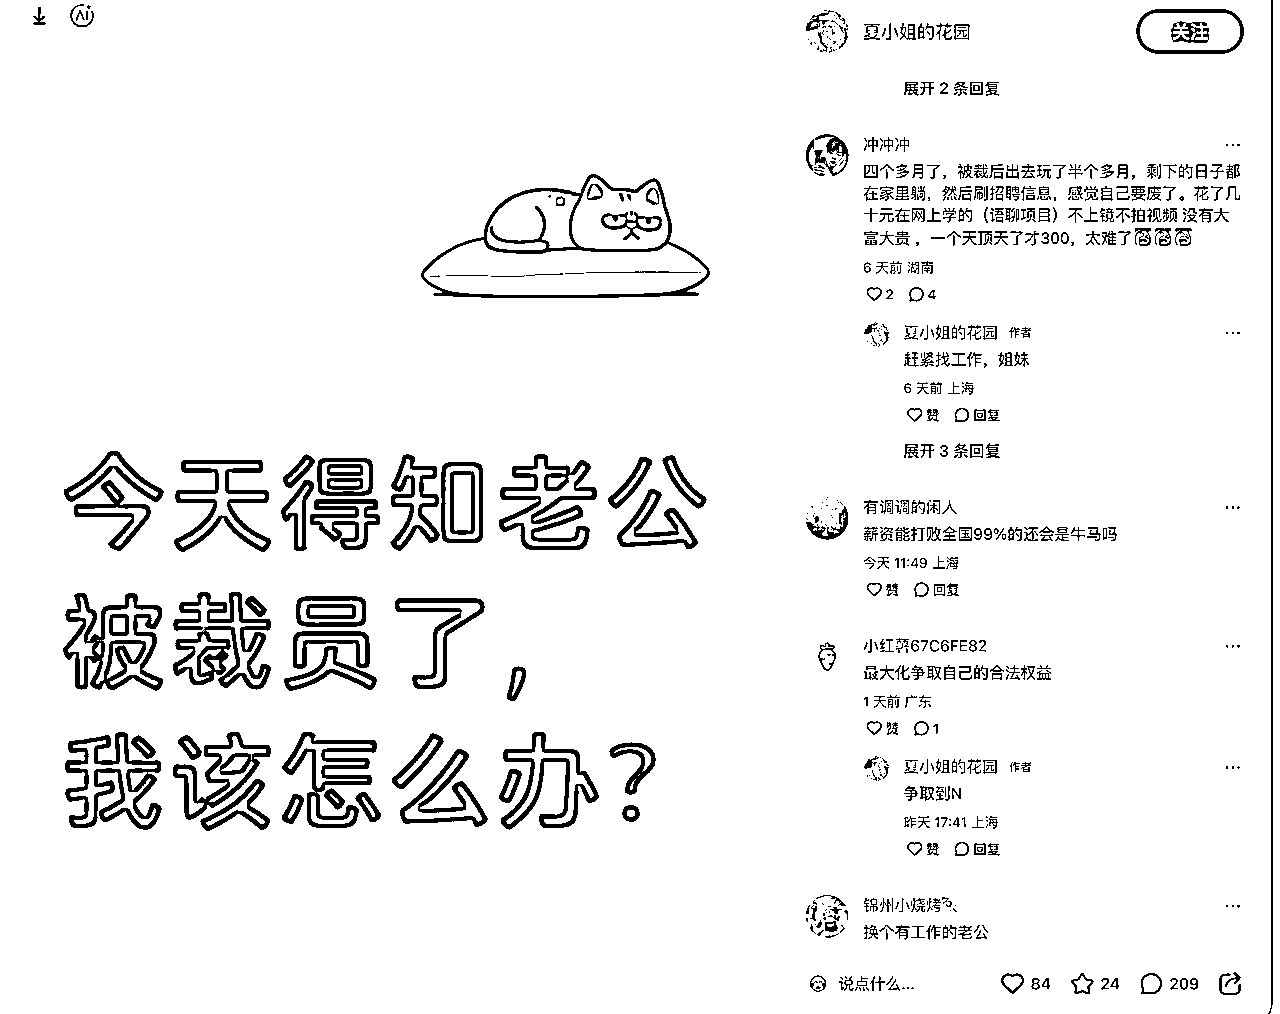 Ai
今天得知老公
被裁员了，
我该怎么办？
夏小姐的花园
关注
展开 2 条回复
冲冲冲
四个多月了，被裁后出去玩了半个多月，剩下的日子都
在家里躺，然后刷招聘信息，感觉自己要废了。花了几
十元在网上学的（语聊项目）不上镜不拍视频 没有大
富大贵 ，一个天顶天了才300，太难了
6 天前 湖南
2
4
夏小姐的花园 作者
赶紧找工作，姐妹
6 天前 上海
赞 回复
展开 3 条回复
有调调的闲人
薪资能打败全国99%的还会是牛马吗
今天 11:49 上海
赞 回复
小红薯67C6FE82
最大化争取自己的合法权益
1 天前 广东
赞 1
夏小姐的花园 作者
争取到N
昨天 17:41 上海
赞 回复
锦州小烧烤
换个有工作的老公
说点什么...
84
24
209